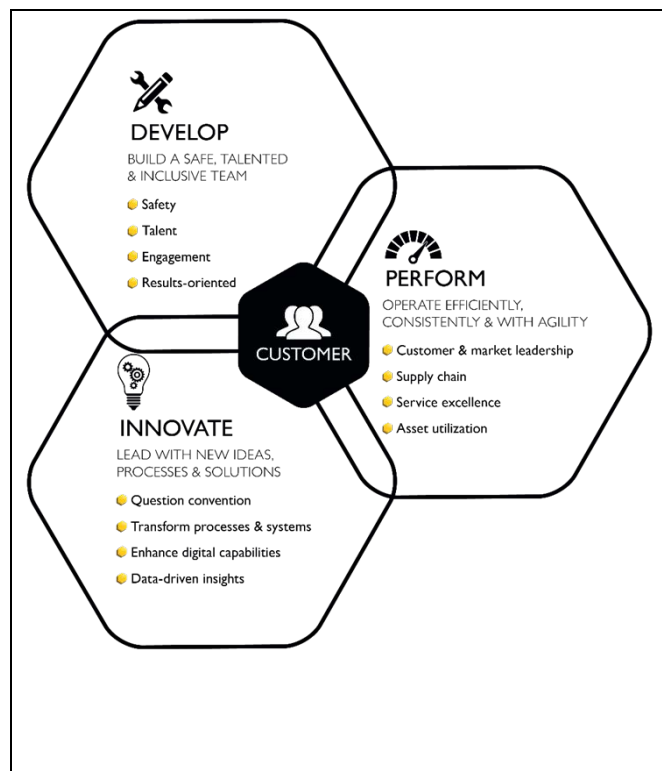 DEVELOP
BUILD A SAFE, TALENTED
& INCLUSIVE TEAM
Safety
Talent
Engagement
Results-oriented
PERFORM
OPERATE EFFICIENTLY,
CONSISTENTLY & WITH AGILITY
Customer & market leadership
Supply chain
Service excellence
Asset utilization
CUSTOMER
INNOVATE
LEAD WITH NEW IDEAS,
PROCESSES & SOLUTIONS
Question convention
Transform processes & systems
Enhance digital capabilities
Data-driven insights